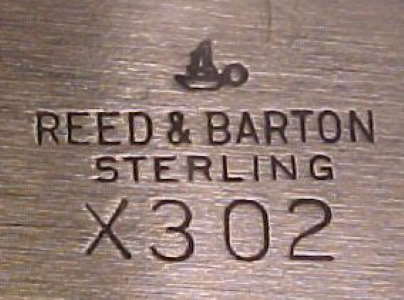 REED & BARTON
STERLING
X302